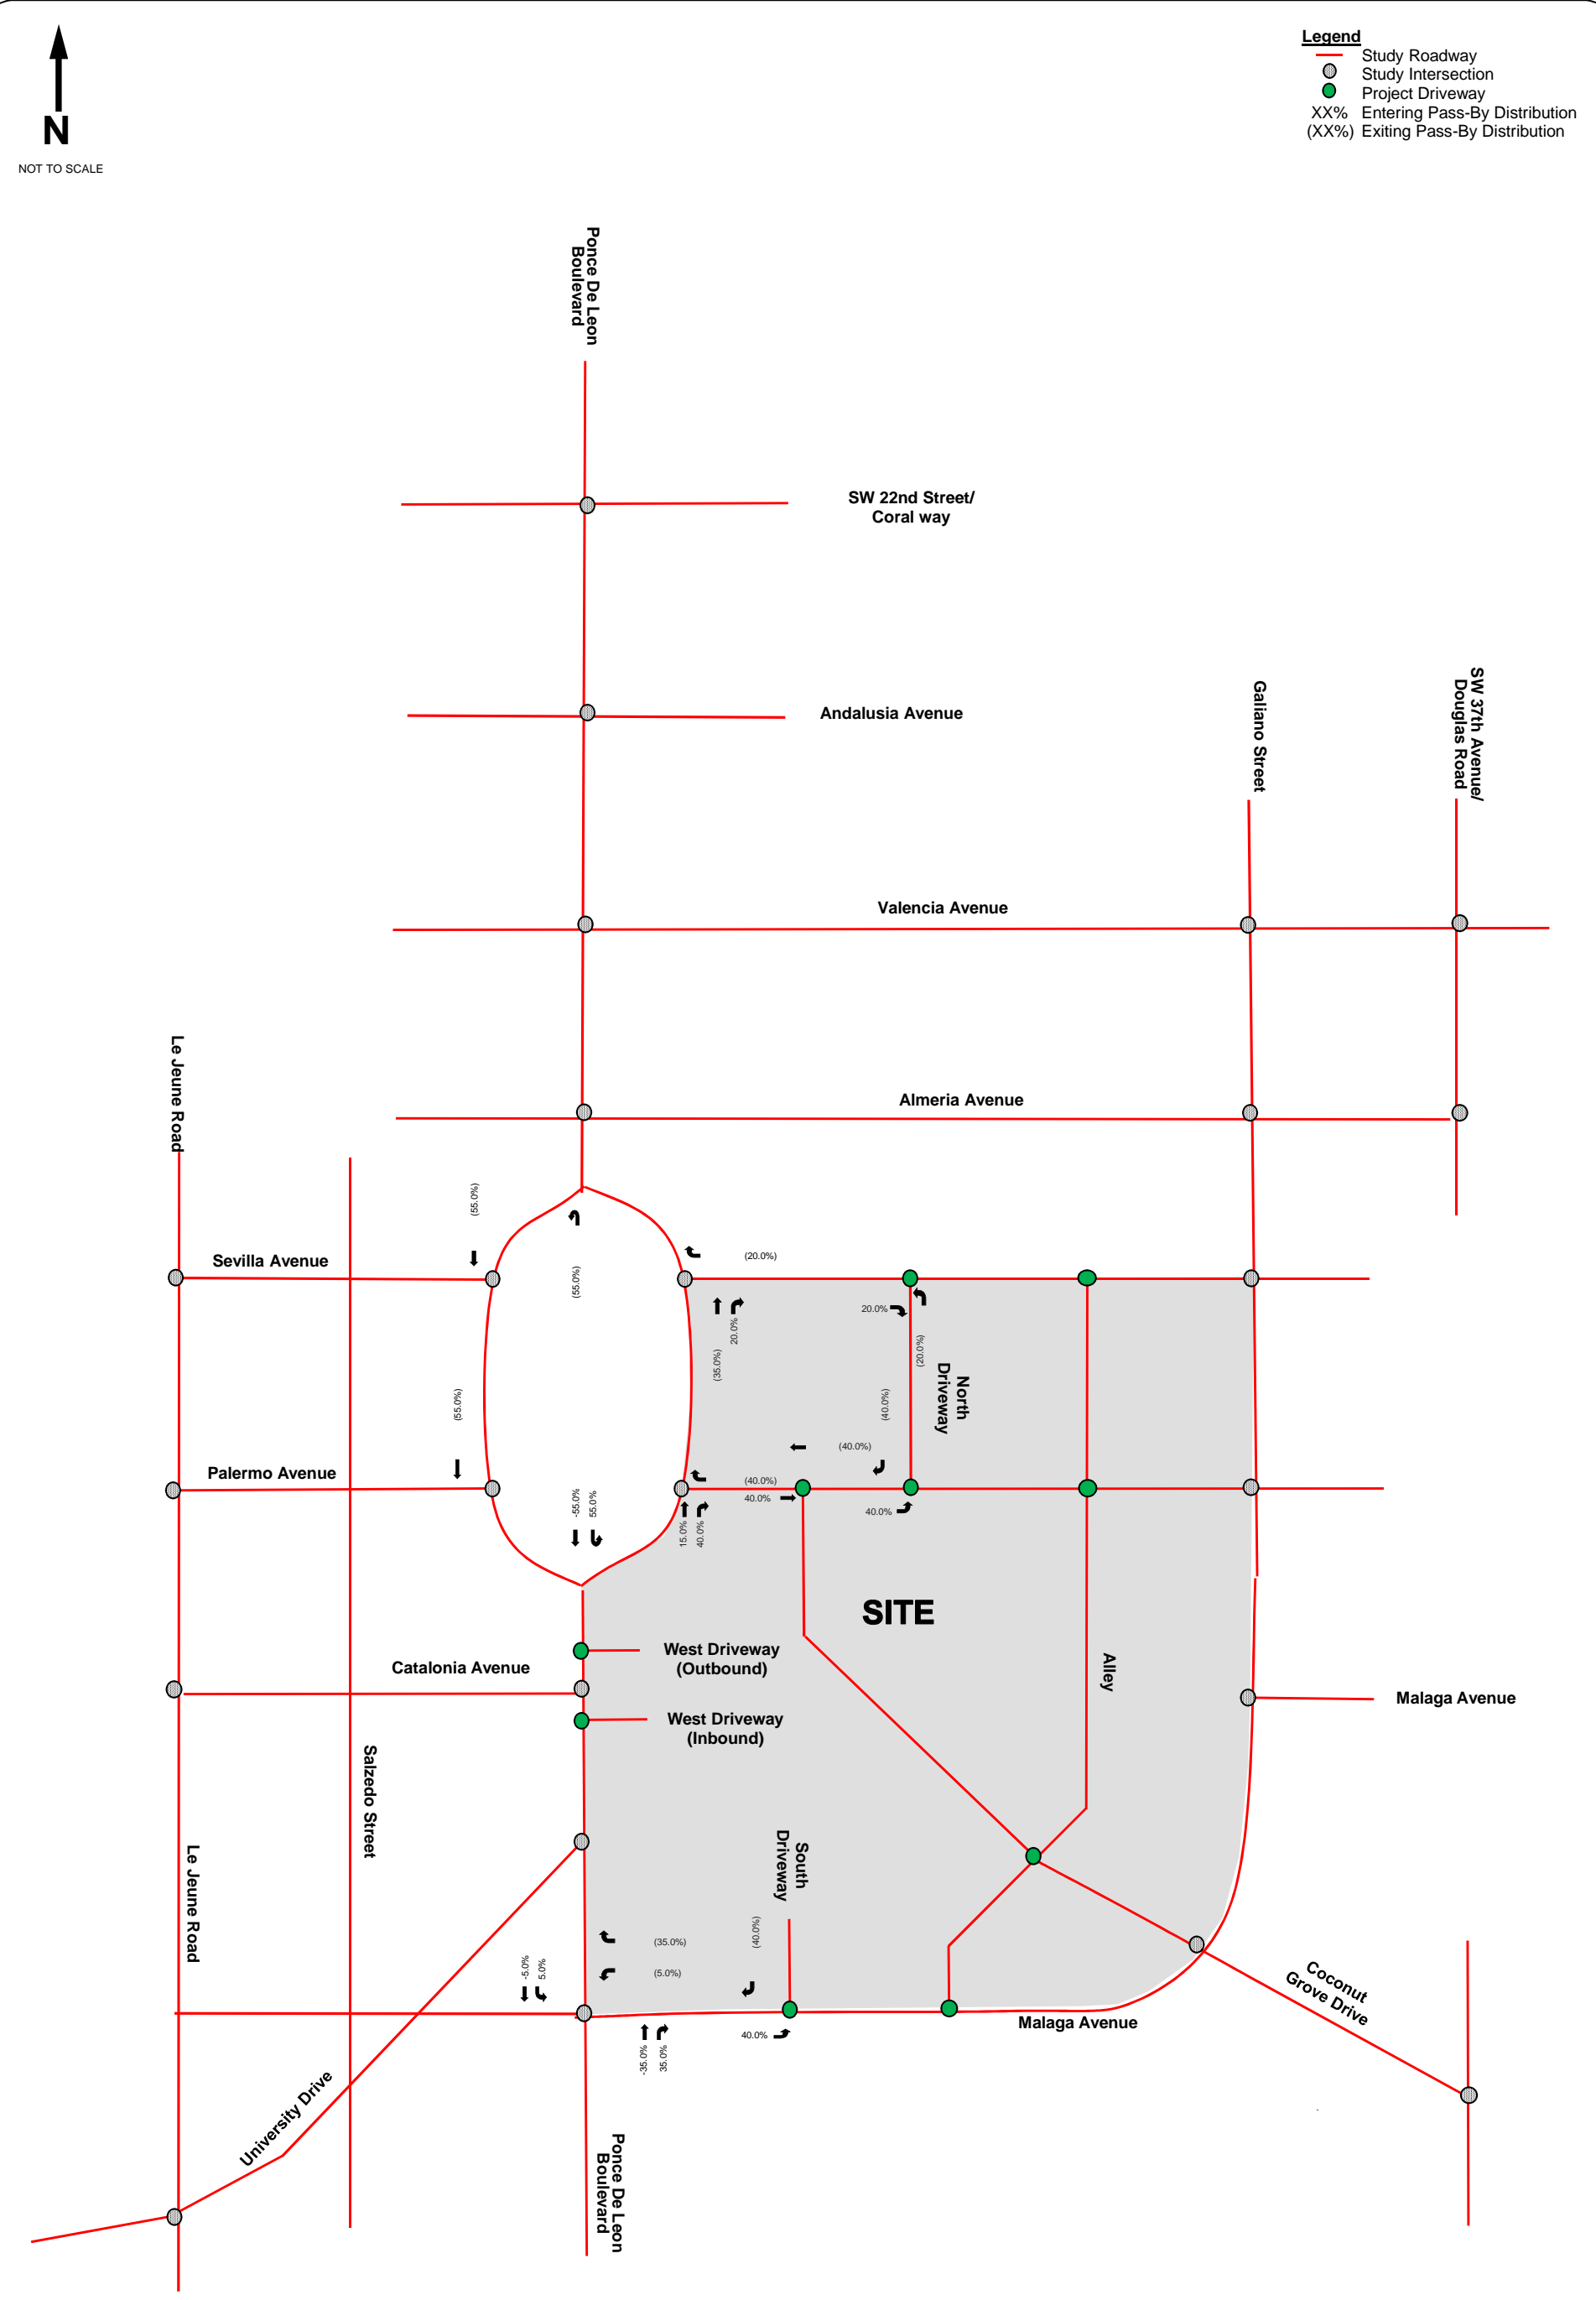 Legend
Study Roadway
Study Intersection
Project Driveway
XX% Entering Pass-By Distribution
(XX%) Exiting Pass-By Distribution
N
NOT TO SCALE
Ponce De Leon
Boulevard
SW 22nd Street/
Coral way
Andalusia Avenue
Galiano Street
SW 37th Avenue/
Douglas Road
Valencia Avenue
Le Jeune Road
Almeria Avenue
(55.0%)
Sevilla Avenue
(55.0%)
(20.0%)
20.0%
(35.0%)
20.0%
(20.0%)
North
Driveway
(55.0%)
(40.0%)
(40.0%)
Palermo Avenue
(40.0%)
40.0%
40.0%
-55.0%
55.0%
15.0%
40.0%
SITE
West Driveway
(Outbound)
Catalonia Avenue
Alley
Malaga Avenue
West Driveway
(Inbound)
Salzedo Street
Le Jeune Road
South
Driveway
(35.0%)
(40.0%)
(5.0%)
-5.0%
5.0%
Coconut
Grove Drive
Malaga Avenue
40.0%
-35.0%
35.0%
University Drive
Ponce De Leon
Boulevard